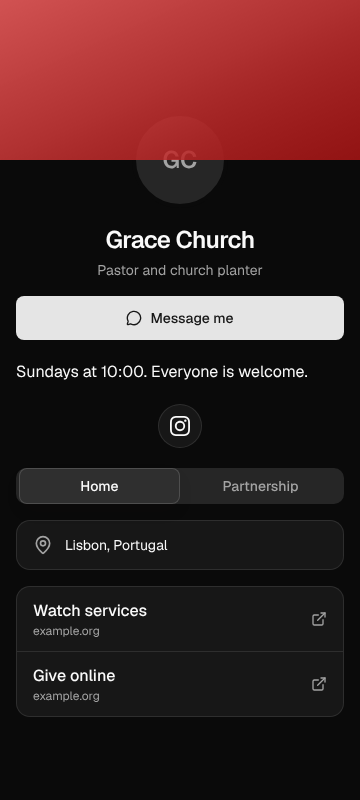 GC
Grace Church
Pastor and church planter
Message me
Sundays at 10:00. Everyone is welcome.
Home
Partnership
Lisbon, Portugal
Watch services
example.org
Give online
example.org